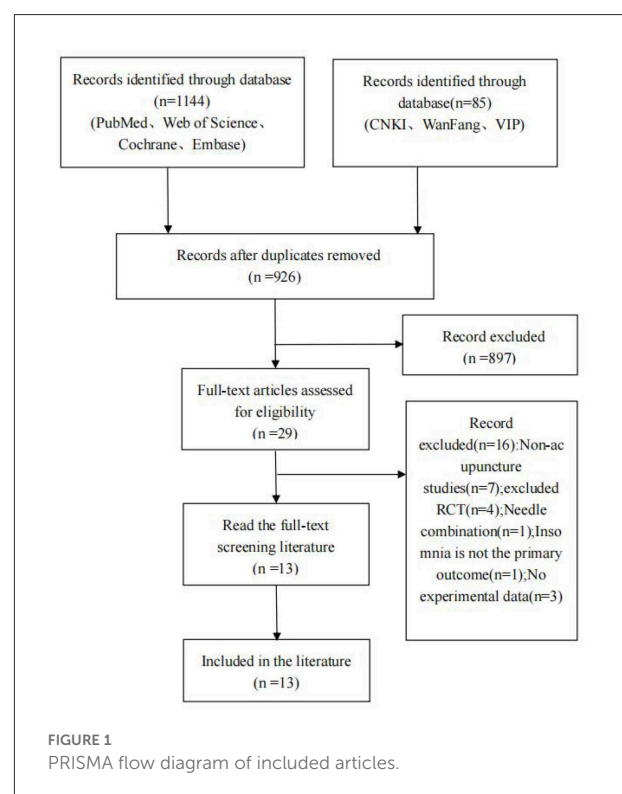 Records identified through database
(n=1144)
(PubMed、Web of Science、
Cochrane、Embase)
Records identified through
database(n=85)
(CNKI、WanFang、VIP)
Records after duplicates removed
(n =926)
Record excluded
(n =897)
Full-text articles assessed
for eligibility
(n =29)
Record
excluded(n=16):Non-ac
upuncture
studies(n=7);excluded
RCT(n=4);Needle
combination(n=1);Inso
mnia is not the primary
outcome(n=1);No
experimental data(n=3)
Read the full-text
screening literature
(n =13)
Included in the literature
(n =13)
FIGURE 1
PRISMA flow diagram of included articles.